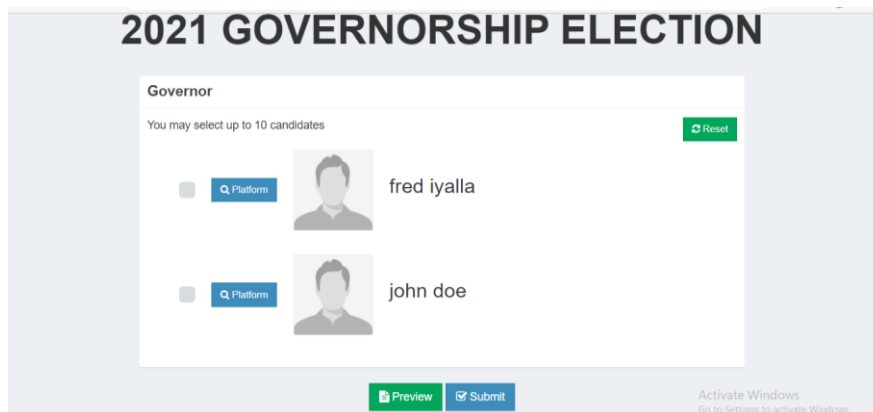 2021 GOVERNORSHIP ELECTION
Governor
You may select up to 10 candidates
Reset
Platform
fred iyalla
Platform
john doe
Preview Submit
Activate Windows
Go to Settings to activate Windows.